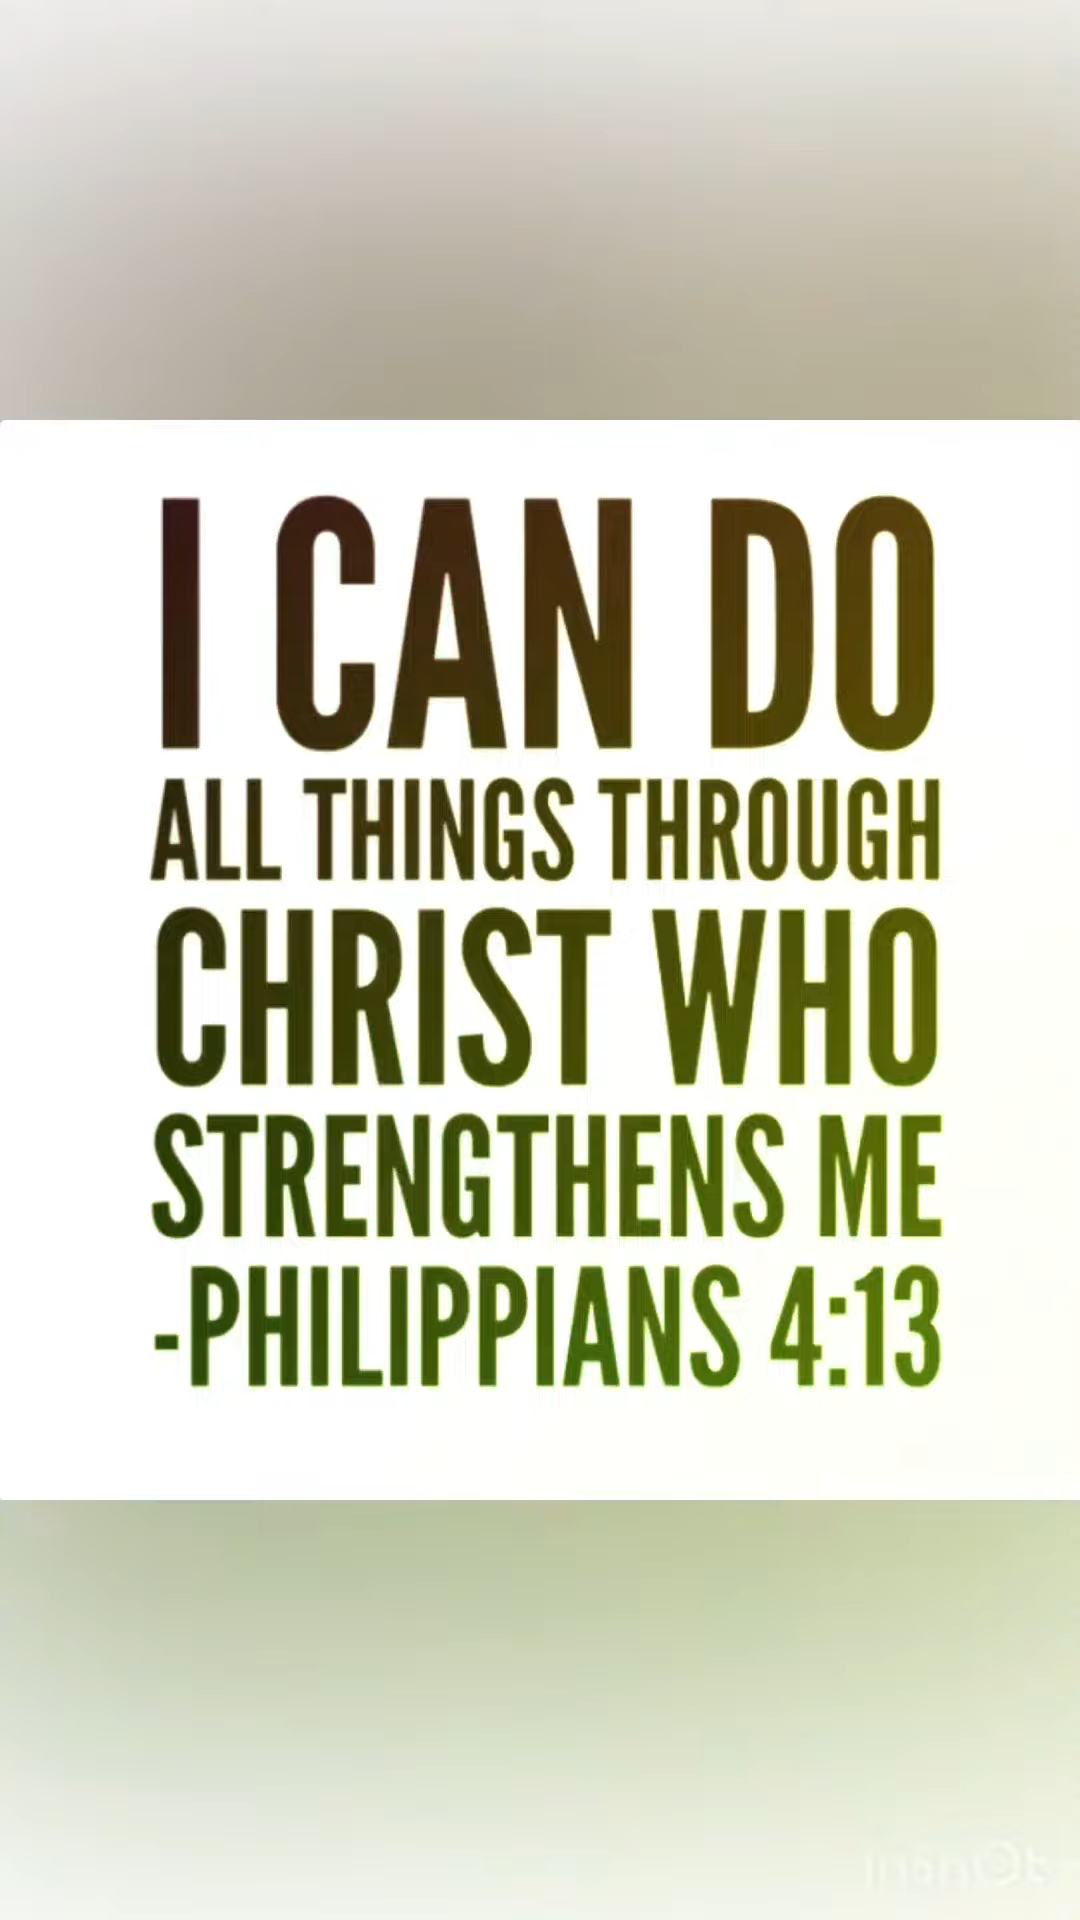 I CAN DO
ALL THINGS THROUGH
CHRIST WHO
STRENGTHENS ME
-PHILIPPIANS 4:13